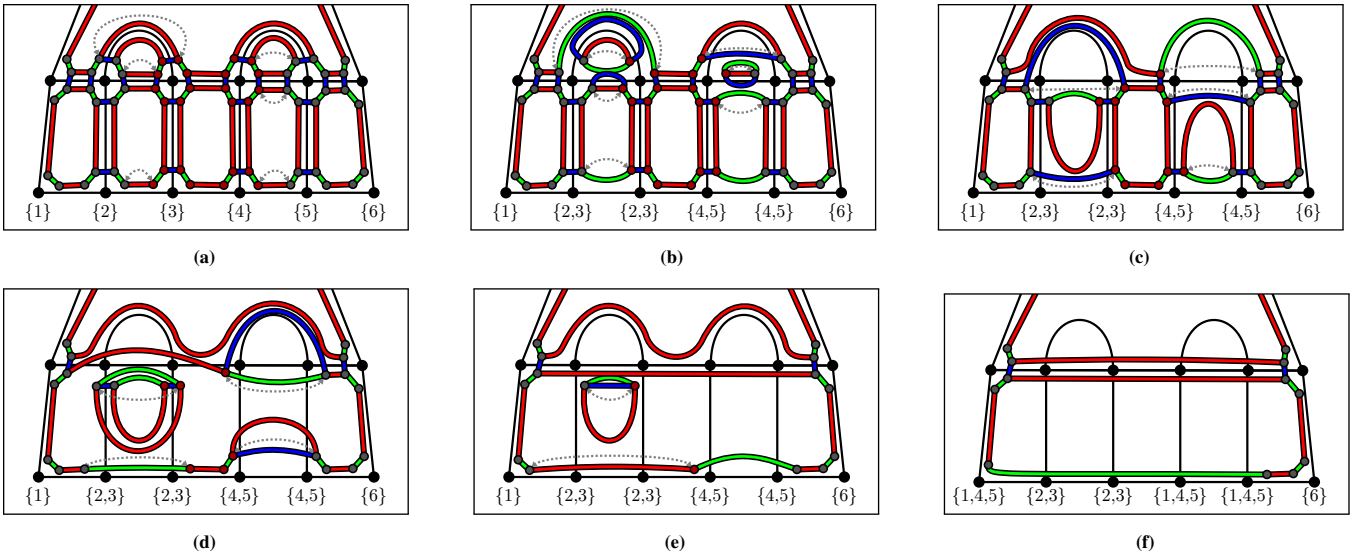 {1} {2} {3} {4} {5} {6}
(a)
{1} {2,3} {2,3} {4,5} {4,5} {6}
(b)
{1} {2,3} {2,3} {4,5} {4,5} {6}
(c)
{1} {2,3} {2,3} {4,5} {4,5} {6}
(d)
{1} {2,3} {2,3} {4,5} {4,5} {6}
(e)
{1,4,5} {2,3} {2,3} {1,4,5} {1,4,5} {6}
(f)